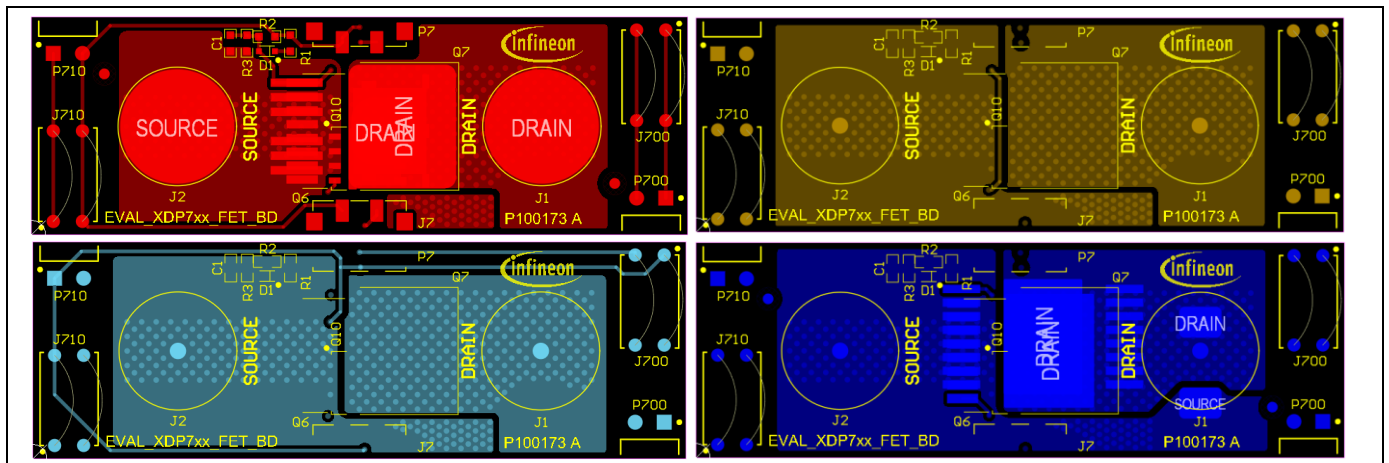 R2
P7
C1
infineon
Q7
R3
R1
D1
P710
J710
SOURCE
SOURCE
Q10
DRAIN
DRAIN
DRAIN
DRAIN
J700
P700
J2
Q6
J1
EVAL_XDP7xx_FET_BD
J7
P100173 A
R2
P7
C1
infineon
Q7
R3
R1
D1
P710
J710
SOURCE
Q10
DRAIN
J700
P700
J2
Q6
J1
EVAL_XDP7xx_FET_BD
J7
P100173 A
R2
P7
C1
infineon
Q7
R3
R1
D1
P710
J710
SOURCE
Q10
DRAIN
J700
P700
J2
Q6
J1
EVAL_XDP7xx_FET_BD
J7
P100173 A
R2
P7
C1
infineon
Q7
R3
R1
D1
P710
J710
SOURCE
Q10
DRAIN
DRAIN
DRAIN
DRAIN
SOURCE
J700
P700
J2
Q6
J1
EVAL_XDP7xx_FET_BD
J7
P100173 A